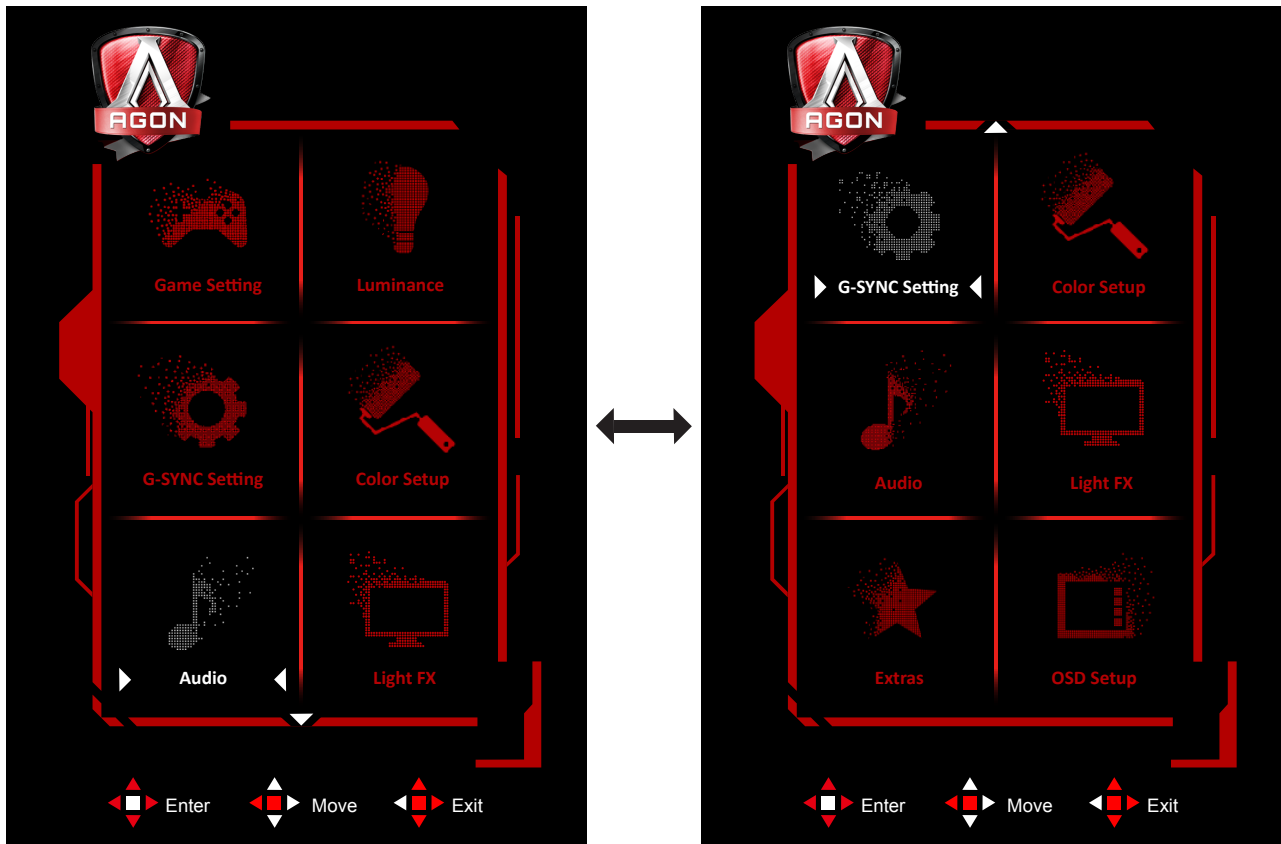 AGON
Game Setting
Luminance
G-SYNC Setting
Color Setup
Audio
Light FX
Enter
Move
Exit
AGON
G-SYNC Setting
Color Setup
Audio
Light FX
Extras
OSD Setup
Enter
Move
Exit